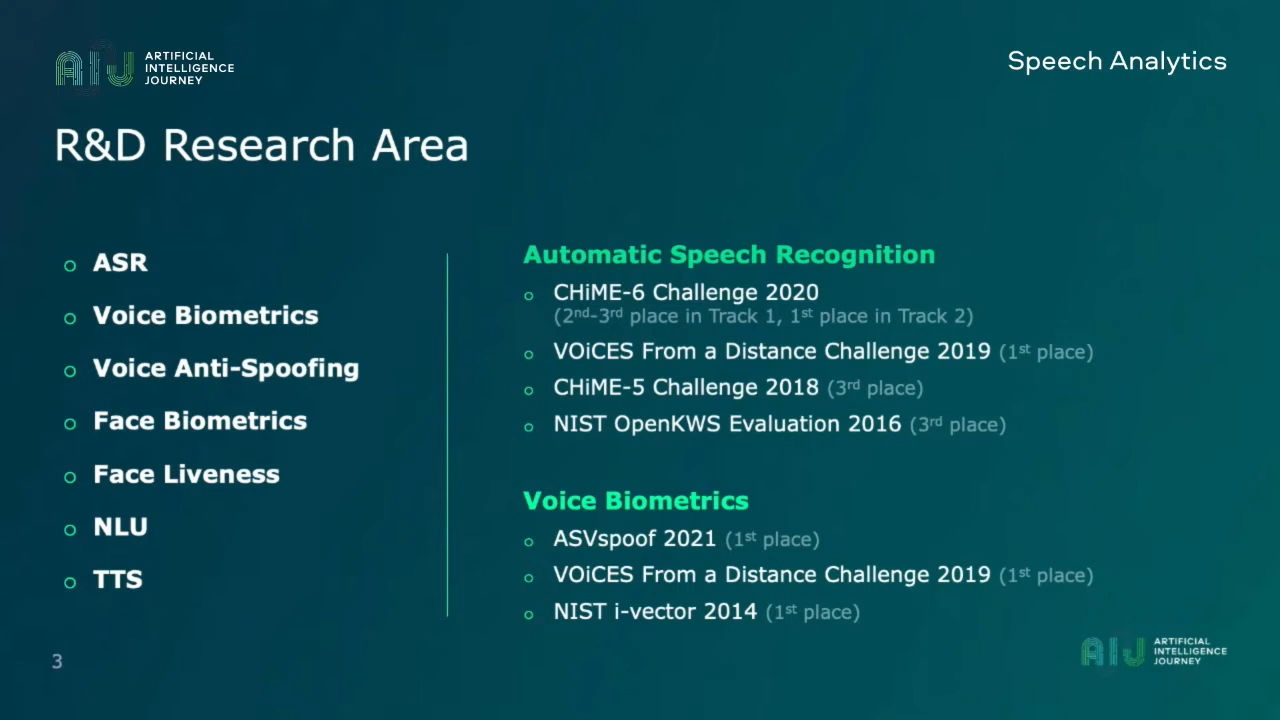 AIJ ARTIFICIAL
INTELLIGENCE
JOURNEY
Speech Analytics
R&D Research Area
ASR
Voice Biometrics
Voice Anti-Spoofing
Face Biometrics
Face Liveness
NLU
TTS
Automatic Speech Recognition
CHiME-6 Challenge 2020
(2nd-3rd place in Track 1, 1st place in Track 2)
VOiCES From a Distance Challenge 2019 (1st place)
CHiME-5 Challenge 2018 (3rd place)
NIST OpenKWS Evaluation 2016 (3rd place)
Voice Biometrics
ASVspoof 2021 (1st place)
VOiCES From a Distance Challenge 2019 (1st place)
NIST i-vector 2014 (1st place)
3
AIJ ARTIFICIAL
INTELLIGENCE
JOURNEY